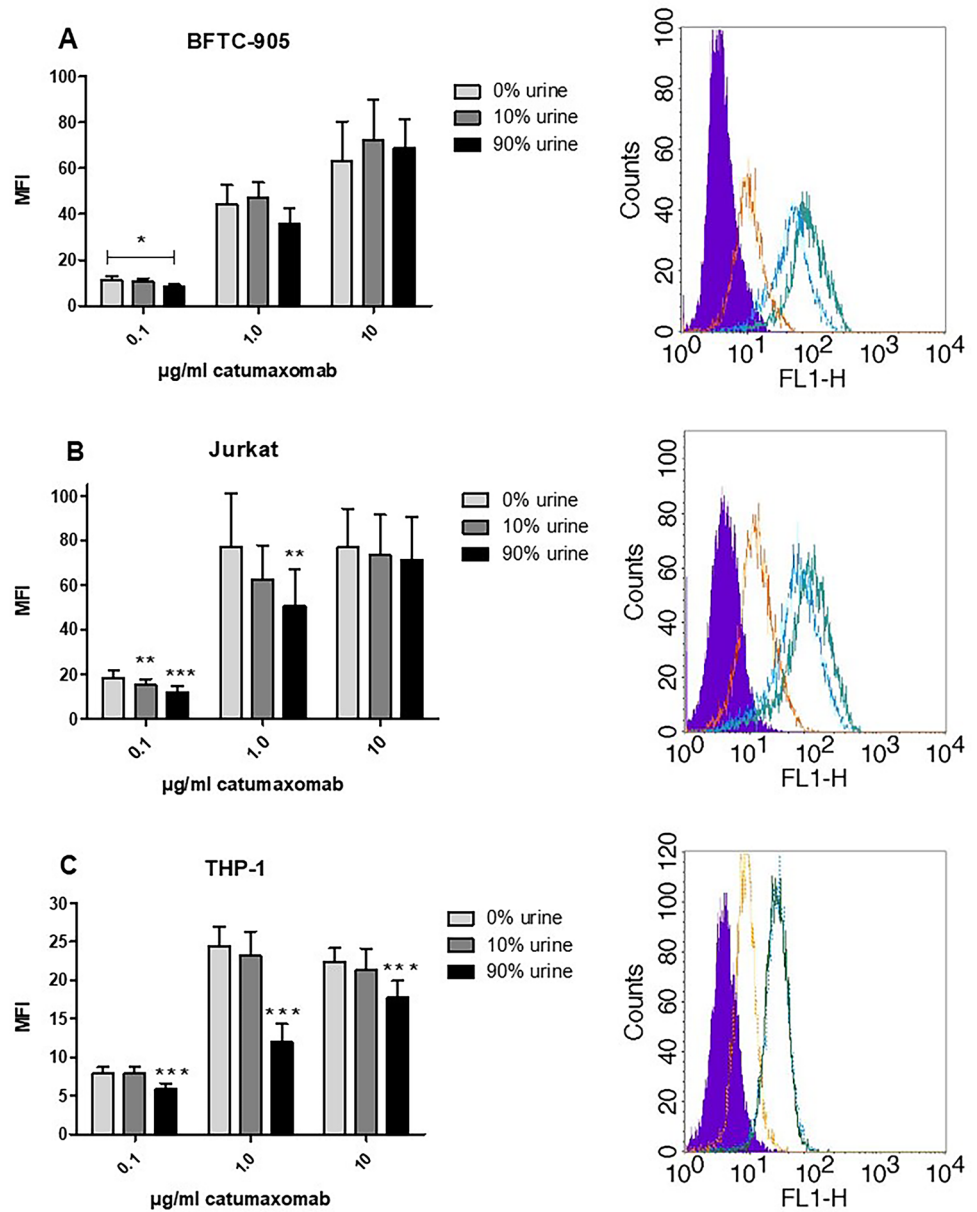 A
BFTC-905
100
80
60
40
20
0
MFI
*
0.1
1.0
10
µg/ml catumaxomab
0% urine
10% urine
90% urine
100
80
60
40
20
0
Counts
10⁰ 10¹ 10² 10³ 10⁴
FL1-H
B
Jurkat
100
80
60
40
20
0
MFI
**
***
**
0.1
1.0
10
µg/ml catumaxomab
0% urine
10% urine
90% urine
100
80
60
40
20
0
Counts
10⁰ 10¹ 10² 10³ 10⁴
FL1-H
C
THP-1
30
25
20
15
10
5
0
MFI
***
***
***
0.1
1.0
10
µg/ml catumaxomab
0% urine
10% urine
90% urine
120
100
80
60
40
20
0
Counts
10⁰ 10¹ 10² 10³ 10⁴
FL1-H